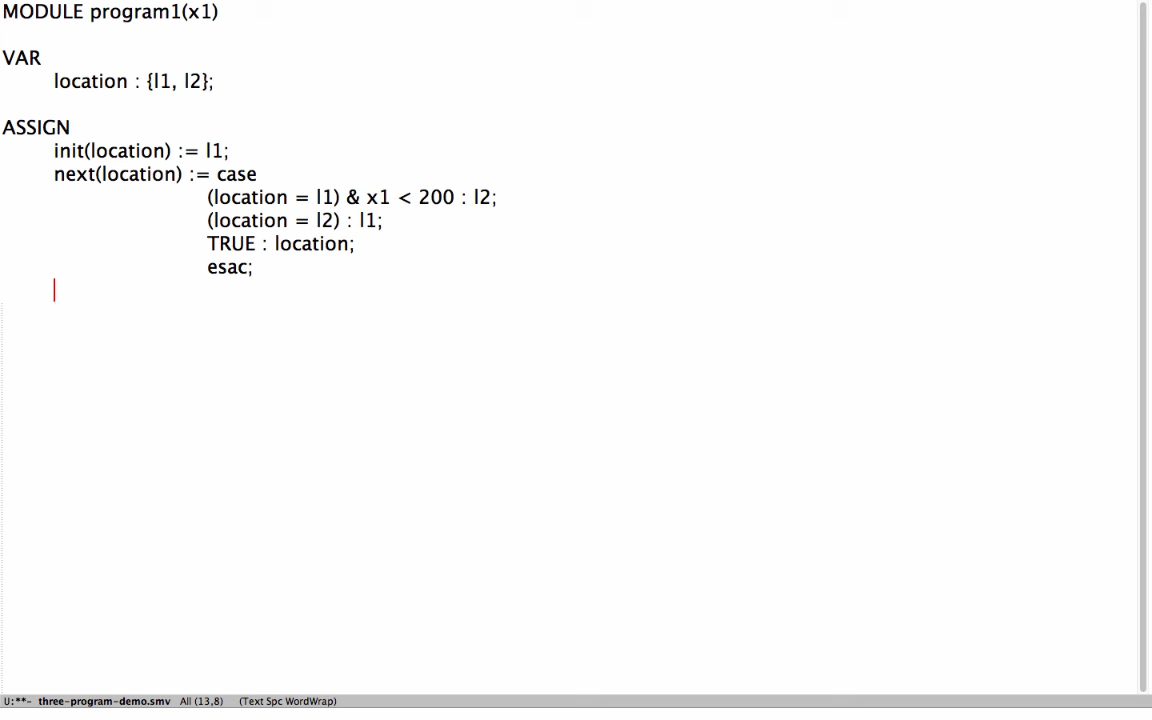 MODULE program1(x1)
VAR
location : {l1, l2};
ASSIGN
init(location) := l1;
next(location) := case
(location = l1) & x1 < 200 : l2;
(location = l2) : l1;
TRUE : location;
esac;
U:**- three-program-demo.smv All (13,8) (Text Spc WordWrap)